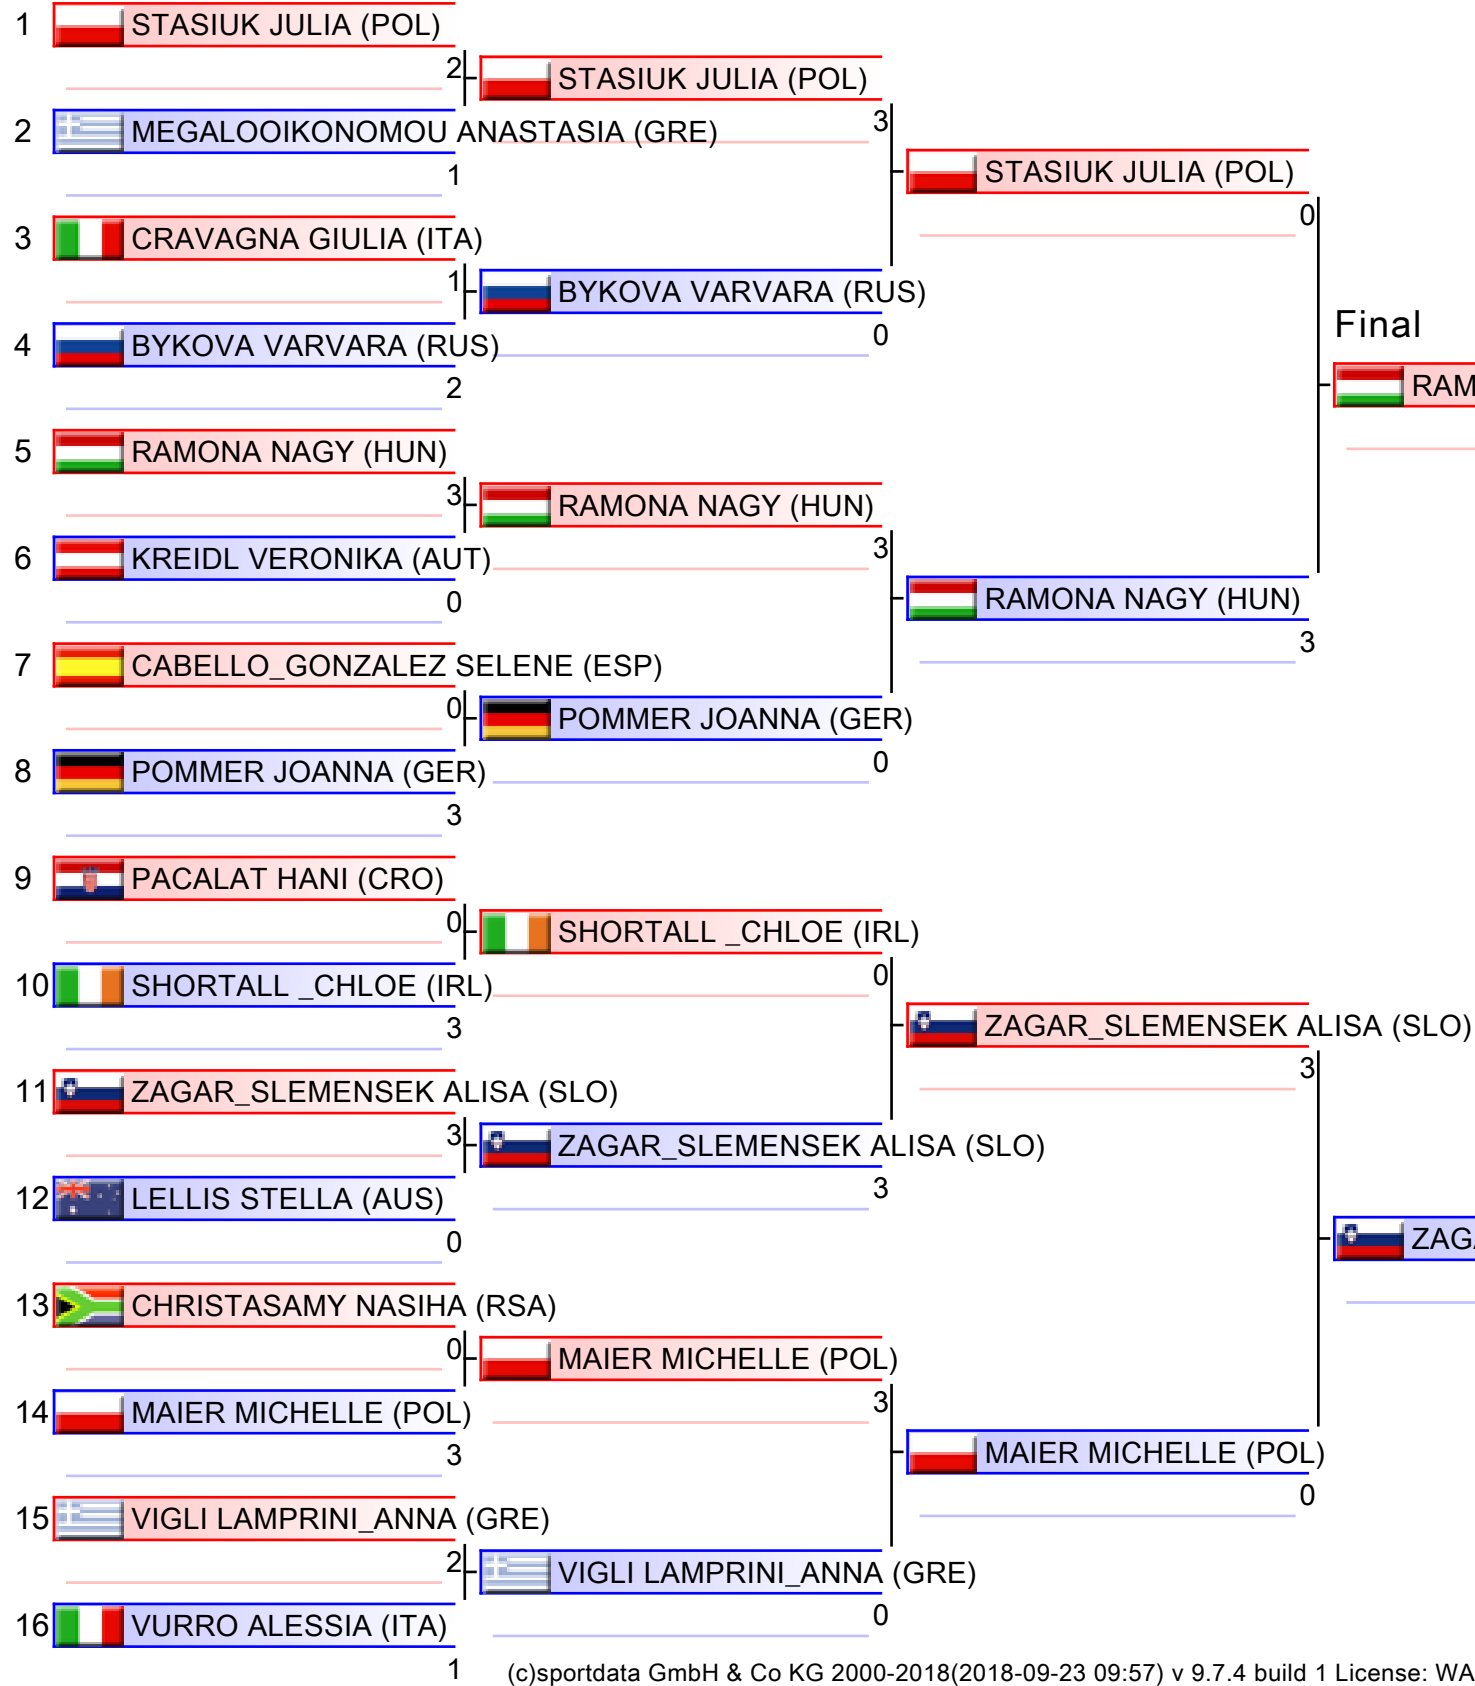 1 STASIUK JULIA (POL)
2
2 MEGALOOIKONOMOU ANASTASIA (GRE)
1
3 CRAVAGNA GIULIA (ITA)
1
4 BYKOVA VARVARA (RUS)
2
5 RAMONA NAGY (HUN)
3
6 KREIDL VERONIKA (AUT)
0
7 CABELLO_GONZALEZ SELENE (ESP)
0
8 POMMER JOANNA (GER)
3
9 PACALAT HANI (CRO)
0
10 SHORTALL _CHLOE (IRL)
3
11 ZAGAR_SLEMENSEK ALISA (SLO)
3
12 LELLIS STELLA (AUS)
0
13 CHRISTASAMY NASIHA (RSA)
0
14 MAIER MICHELLE (POL)
3
15 VIGLI LAMPRINI_ANNA (GRE)
2
16 VURRO ALESSIA (ITA)
1
STASIUK JULIA (POL)
3
BYKOVA VARVARA (RUS)
0
RAMONA NAGY (HUN)
3
POMMER JOANNA (GER)
0
SHORTALL _CHLOE (IRL)
0
ZAGAR_SLEMENSEK ALISA (SLO)
3
MAIER MICHELLE (POL)
3
VIGLI LAMPRINI_ANNA (GRE)
0
STASIUK JULIA (POL)
0
RAMONA NAGY (HUN)
3
ZAGAR_SLEMENSEK ALISA (SLO)
3
MAIER MICHELLE (POL)
0
Final
RAM
ZAGA
(c)sportdata GmbH & Co KG 2000-2018(2018-09-23 09:57) v 9.7.4 build 1 License: WA